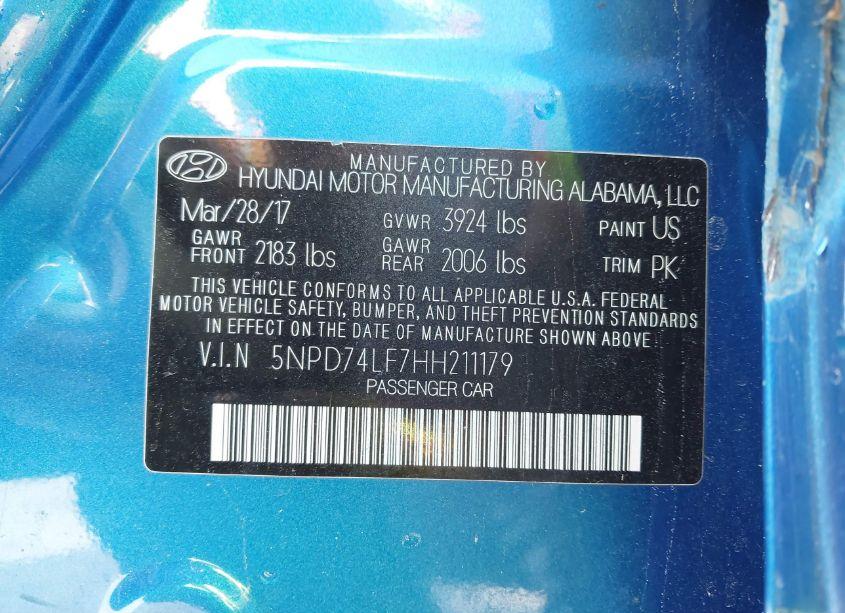 MANUFACTURED BY
HYUNDAI MOTOR MANUFACTURING ALABAMA, LLC
Mar/28/17 GVWR 3924 lbs PAINT US
GAWR FRONT 2183 lbs GAWR REAR 2006 lbs TRIM PK
THIS VEHICLE CONFORMS TO ALL APPLICABLE U.S.A. FEDERAL
MOTOR VEHICLE SAFETY, BUMPER, AND THEFT PREVENTION STANDARDS
IN EFFECT ON THE DATE OF MANUFACTURE SHOWN ABOVE
V.I.N 5NPD74LF7HH211179
PASSENGER CAR